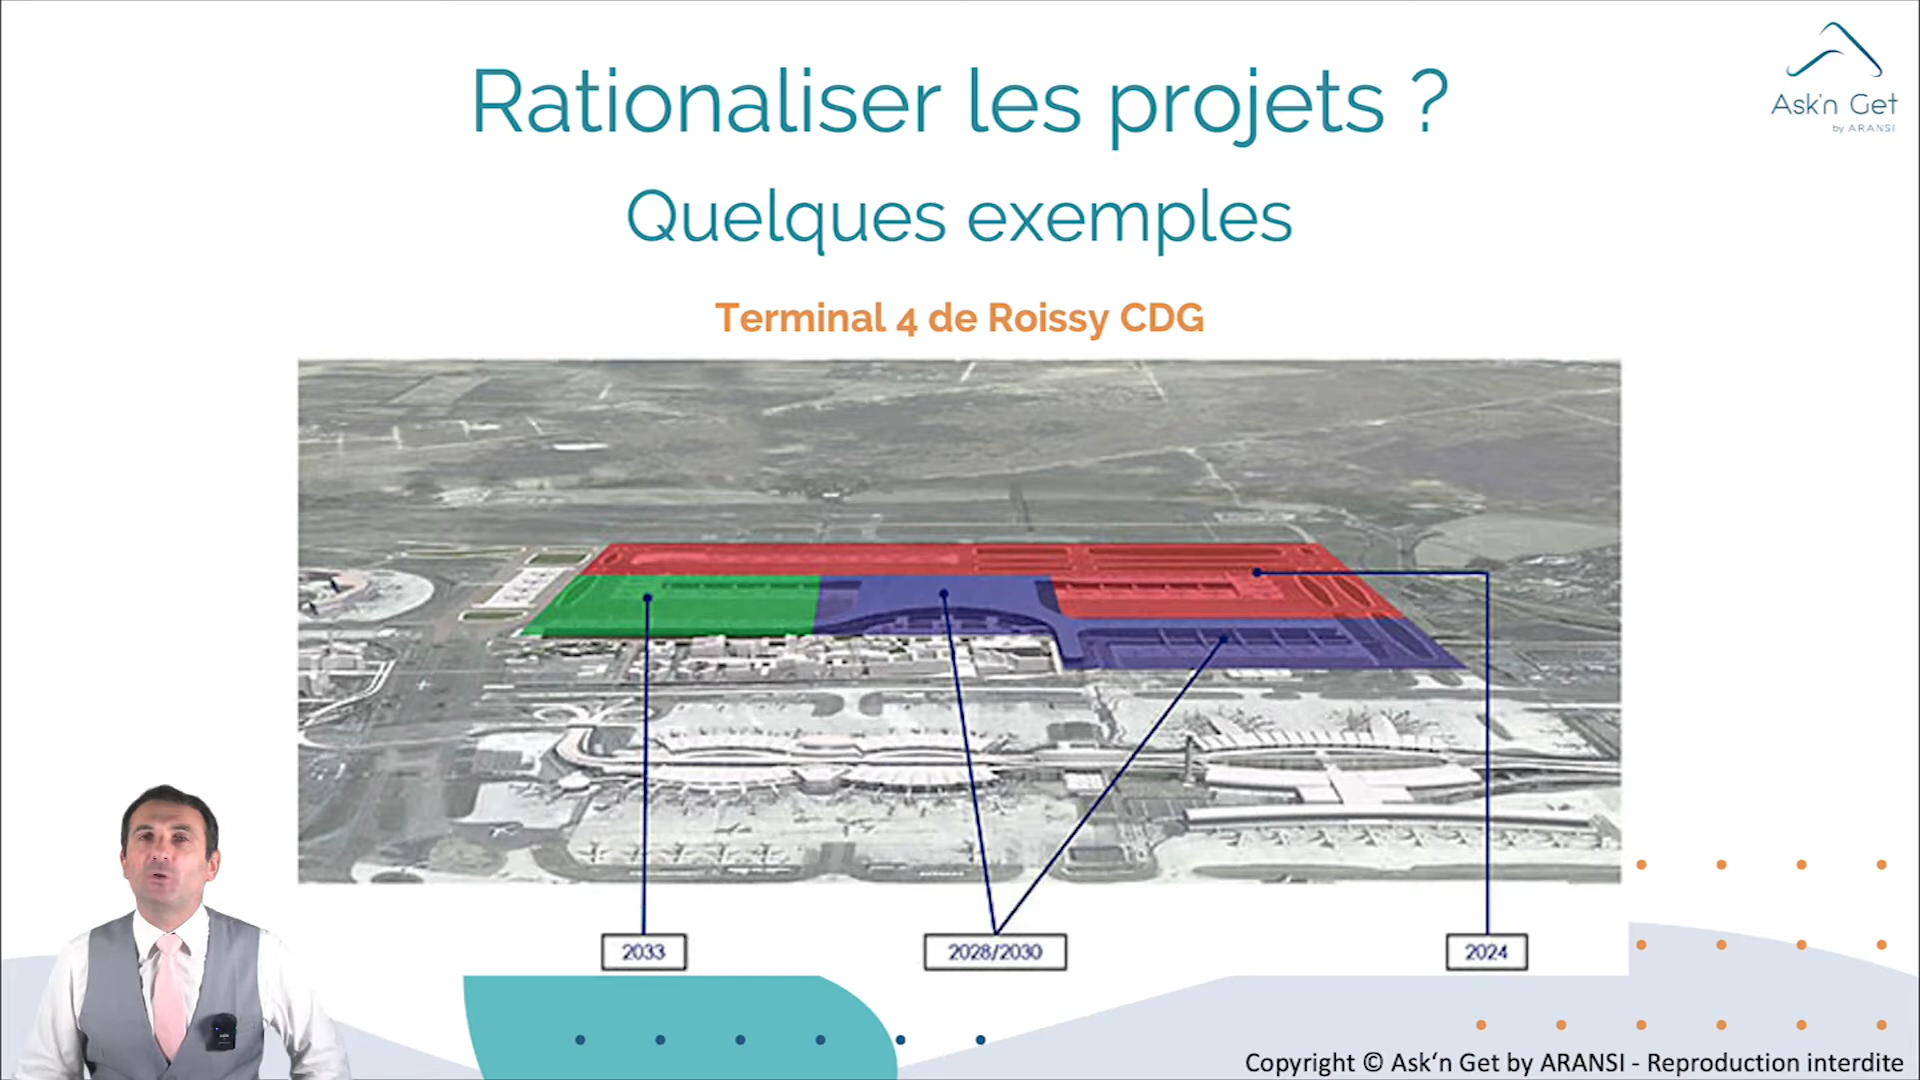 Rationaliser les projets ?
Ask'n Get
by ARANSI
Quelques exemples
Terminal 4 de Roissy CDG
2033
2028/2030
2024
Copyright © Ask‘n Get by ARANSI - Reproduction interdite